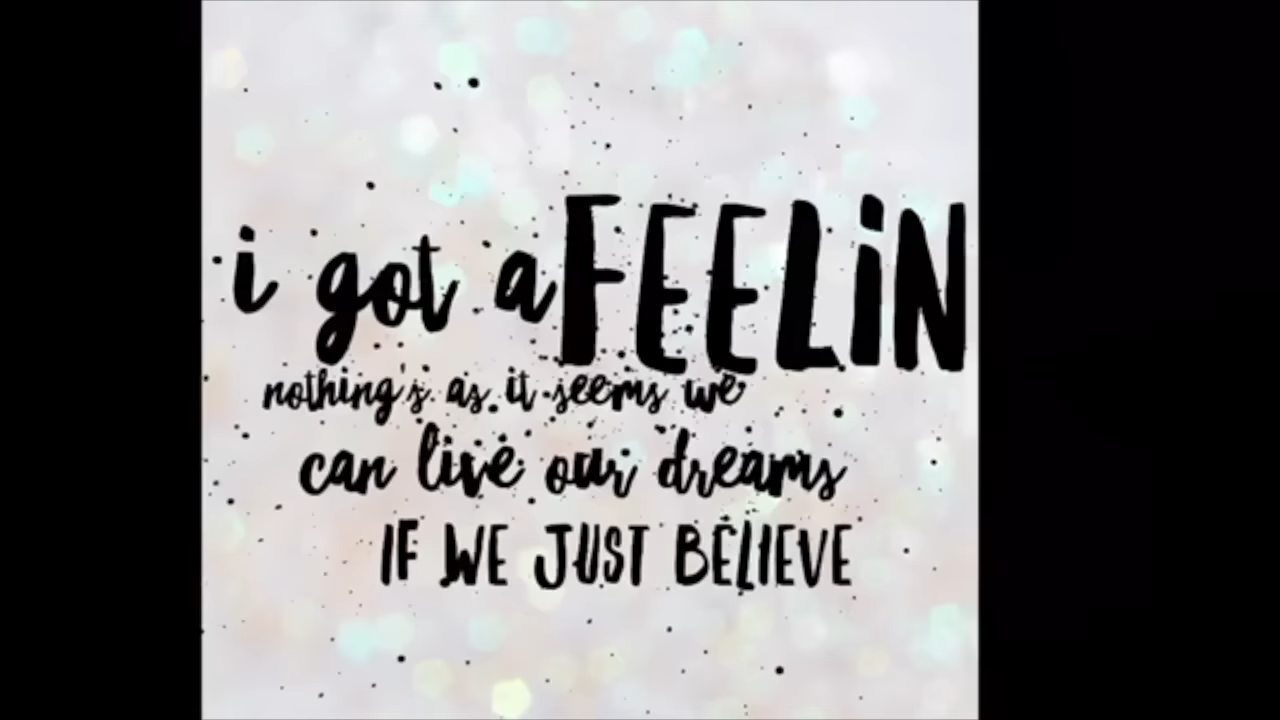 i got a FEELiN
nothing's as it seems we
can live our dreams
IF WE JUST BELIEVE